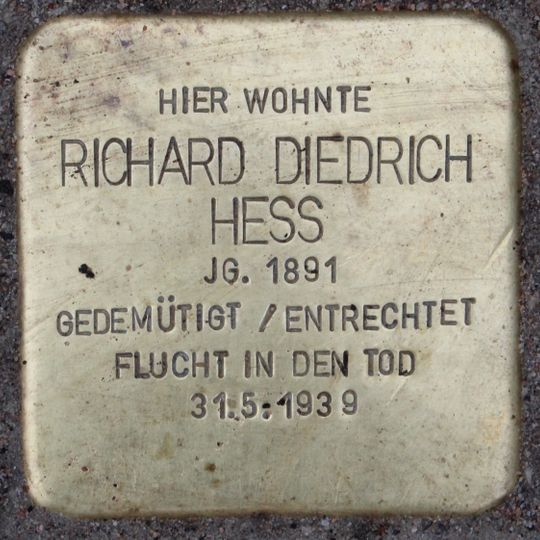 HIER WOHNTE
RICHARD DIEDRICH
HESS
JG. 1891
GEDEMÜTIGT / ENTRECHTET
FLUCHT IN DEN TOD
31.5.1939